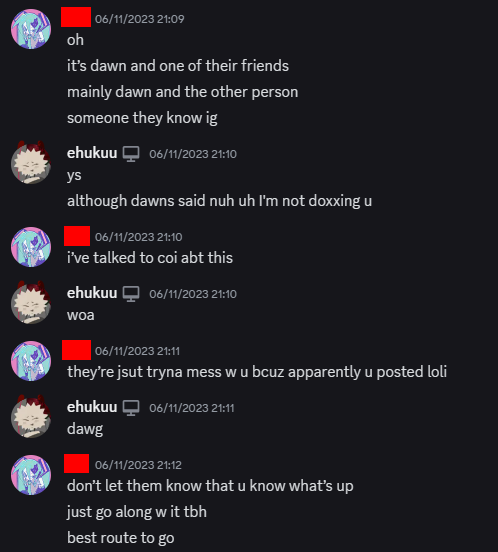 06/11/2023 21:09
oh
it's dawn and one of their friends
mainly dawn and the other person
someone they know ig
ehukuu 06/11/2023 21:10
ys
although dawns said nuh uh I'm not doxxing u
06/11/2023 21:10
i've talked to coi abt this
ehukuu 06/11/2023 21:10
woa
06/11/2023 21:11
they're jsut tryna mess w u bcuz apparently u posted loli
ehukuu 06/11/2023 21:11
dawg
06/11/2023 21:12
don't let them know that u know what's up
just go along w it tbh
best route to go